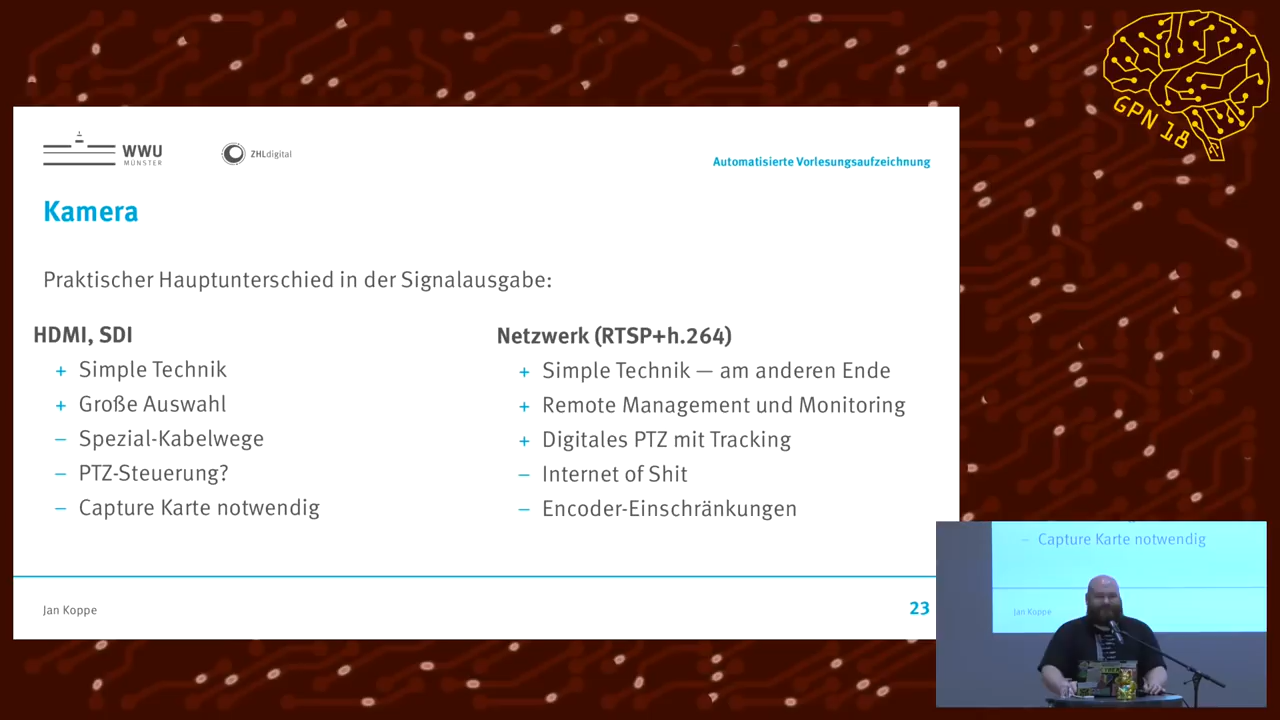 GPN 18
WWU
MÜNSTER
ZHLdigital
Automatisierte Vorlesungsaufzeichnung
Kamera
Praktischer Hauptunterschied in der Signalausgabe:
HDMI, SDI
+ Simple Technik
+ Große Auswahl
– Spezial-Kabelwege
– PTZ-Steuerung?
– Capture Karte notwendig
Netzwerk (RTSP+h.264)
+ Simple Technik — am anderen Ende
+ Remote Management und Monitoring
+ Digitales PTZ mit Tracking
– Internet of Shit
– Encoder-Einschränkungen
Jan Koppe
23
– Capture Karte notwendig
Jan Koppe